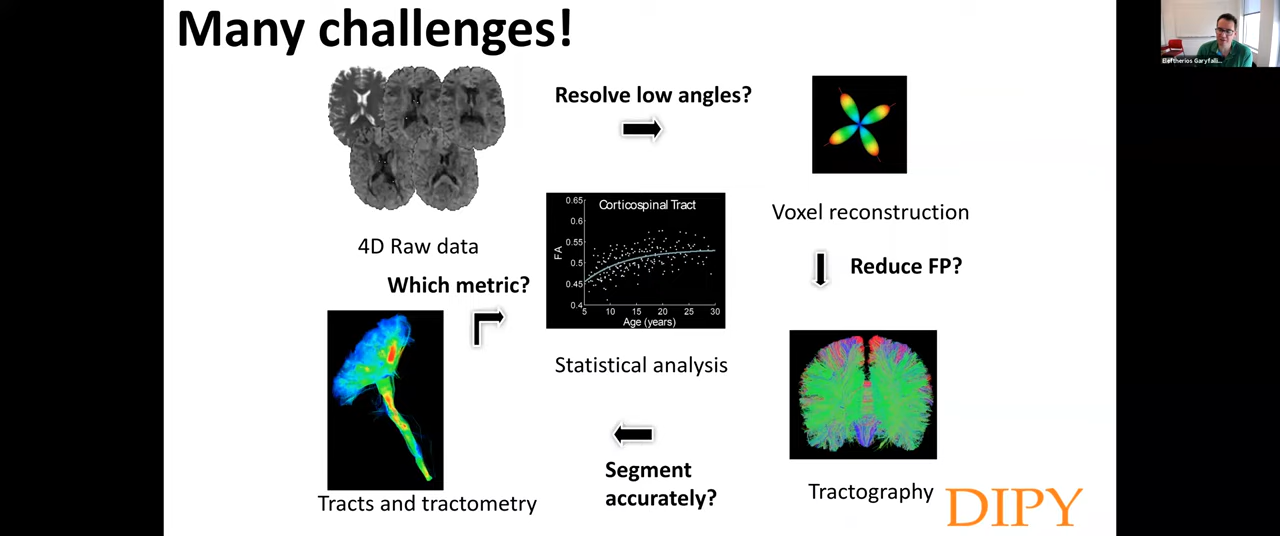 Many challenges!
Eleftherios Garyfalli...
Resolve low angles?
4D Raw data
Voxel reconstruction
Which metric?
Corticospinal Tract
0.65
0.6
0.55
0.5
0.45
0.4
FA
5 10 15 20 25 30
Age (years)
Reduce FP?
Statistical analysis
Segment
accurately?
Tracts and tractometry
Tractography
DIPY